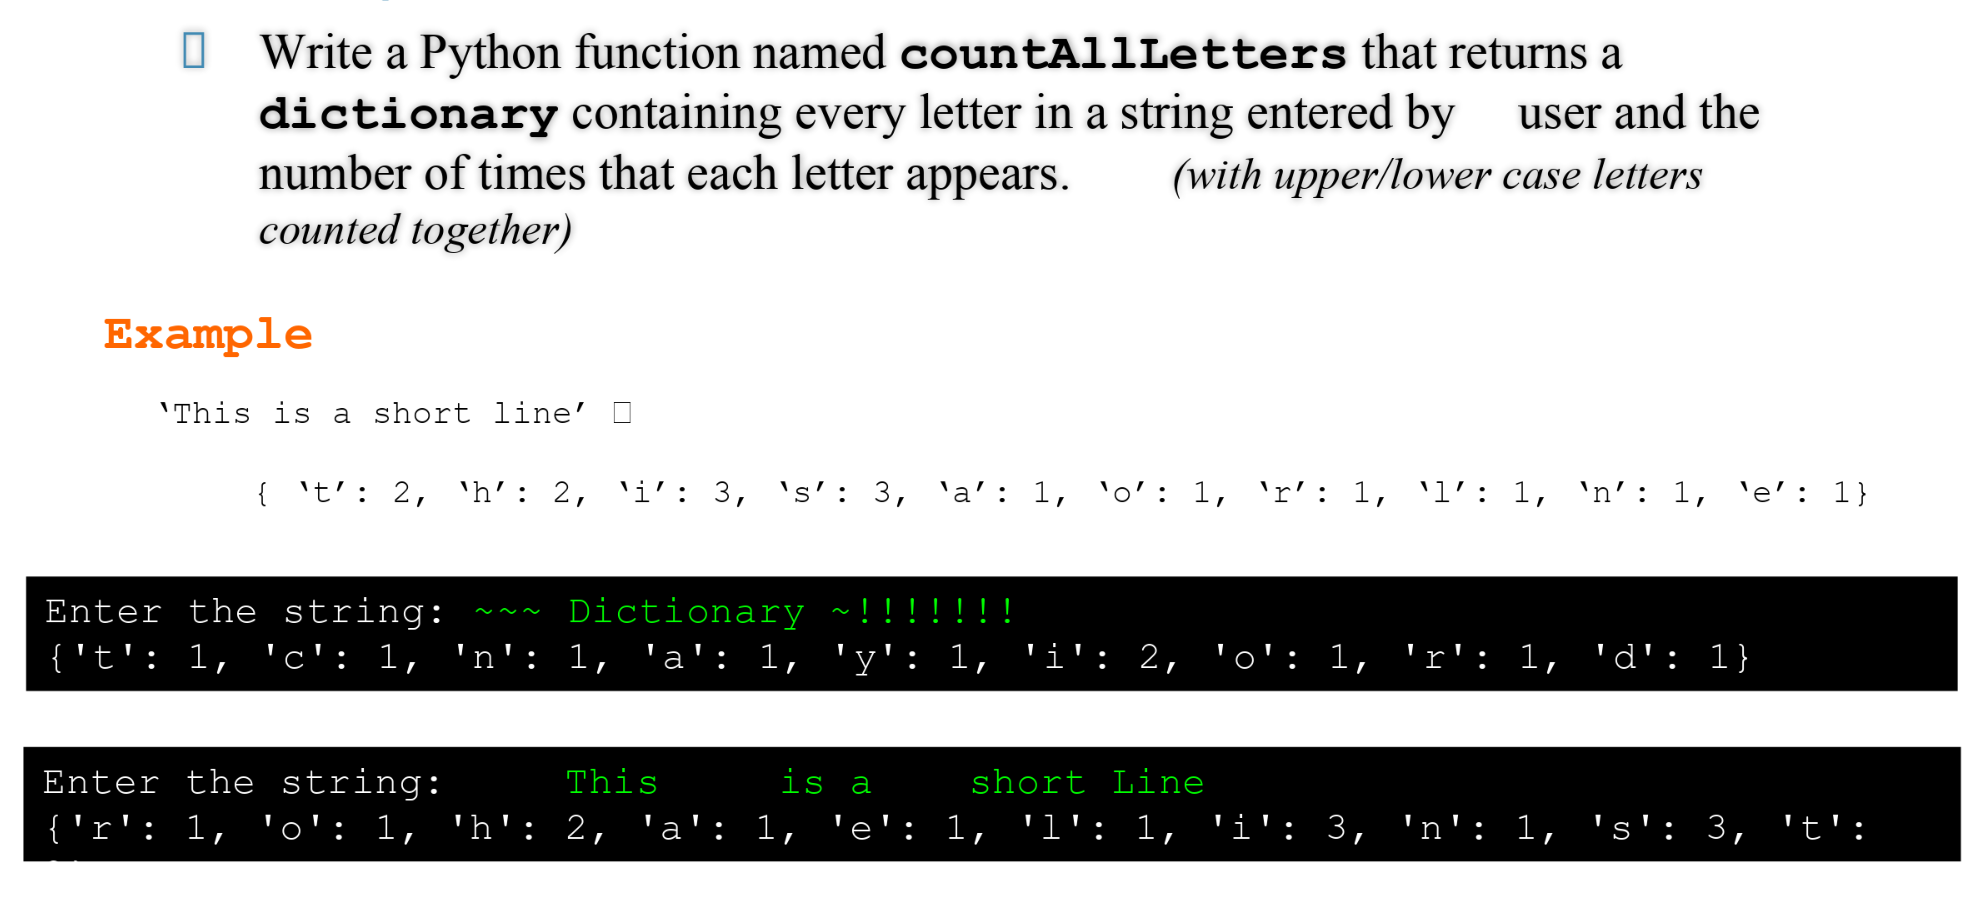 Write a Python function named countAllLetters that returns a
dictionary containing every letter in a string entered by user and the
number of times that each letter appears. (with upper/lower case letters
counted together)
Example
‘This is a short line’ □
{ ‘t’: 2, ‘h’: 2, ‘i’: 3, ‘s’: 3, ‘a’: 1, ‘o’: 1, ‘r’: 1, ‘l’: 1, ‘n’: 1, ‘e’: 1}
Enter the string: ~~~ Dictionary ~!!!!!!!
{'t': 1, 'c': 1, 'n': 1, 'a': 1, 'y': 1, 'i': 2, 'o': 1, 'r': 1, 'd': 1}
Enter the string: This is a short Line
{'r': 1, 'o': 1, 'h': 2, 'a': 1, 'e': 1, 'l': 1, 'i': 3, 'n': 1, 's': 3, 't':